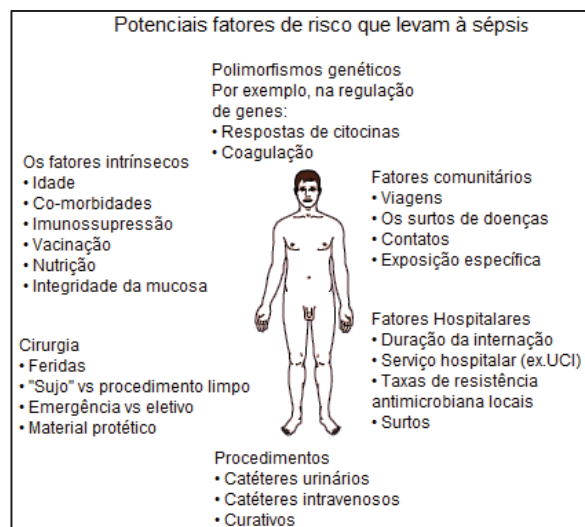 Potenciais fatores de risco que levam à sépsis
Polimorfismos genéticos
Por exemplo, na regulação
de genes:
• Respostas de citocinas
• Coagulação
Os fatores intrínsecos
• Idade
• Co-morbidades
• Imunossupressão
• Vacinação
• Nutrição
• Integridade da mucosa
Fatores comunitários
• Viagens
• Os surtos de doenças
• Contatos
• Exposição específica
Cirurgia
• Feridas
• "Sujo" vs procedimento limpo
• Emergência vs eletivo
• Material protético
Fatores Hospitalares
• Duração da internação
• Serviço hospitalar (ex.UCI)
• Taxas de resistência
antimicrobiana locais
• Surtos
Procedimentos
• Catéteres urinários
• Catéteres intravenosos
• Curativos